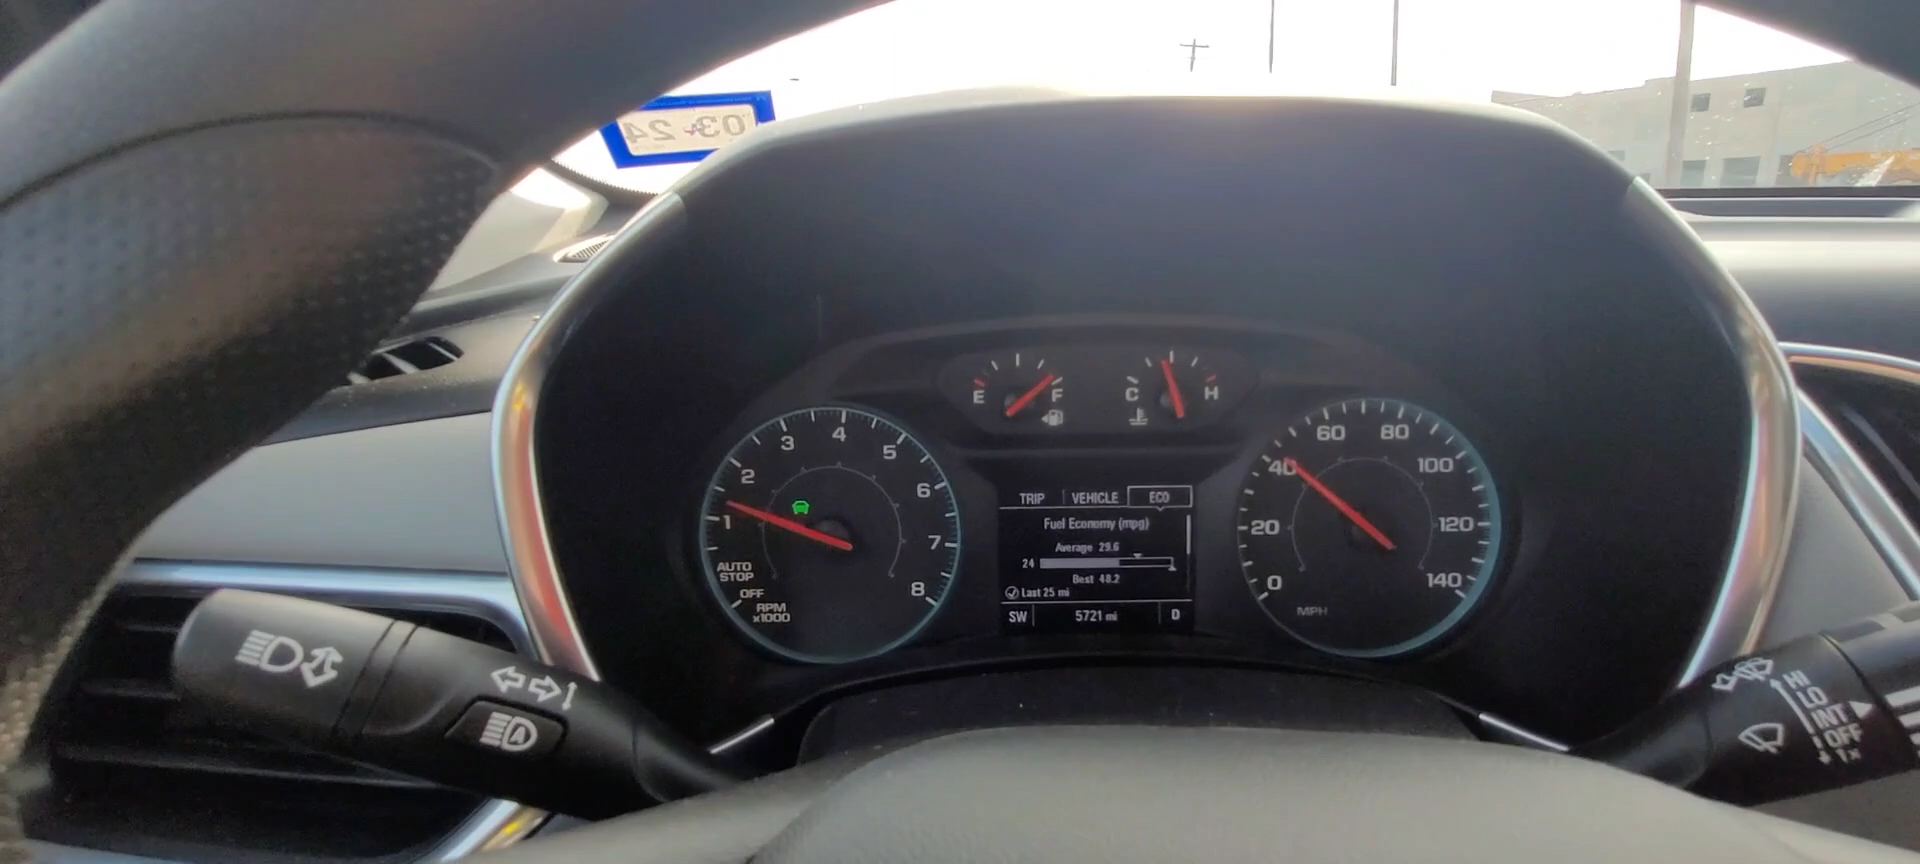 03 24
E F
C H
1 2 3 4 5 6 7 8
AUTO
STOP
OFF
RPM
x1000
TRIP VEHICLE ECO
Fuel Economy (mpg)
Average 29.6
24
Best 48.2
Last 25 mi
SW 5721 mi D
0 20 40 60 80 100 120 140
MPH
A
HI
LO
INT
OFF
1x